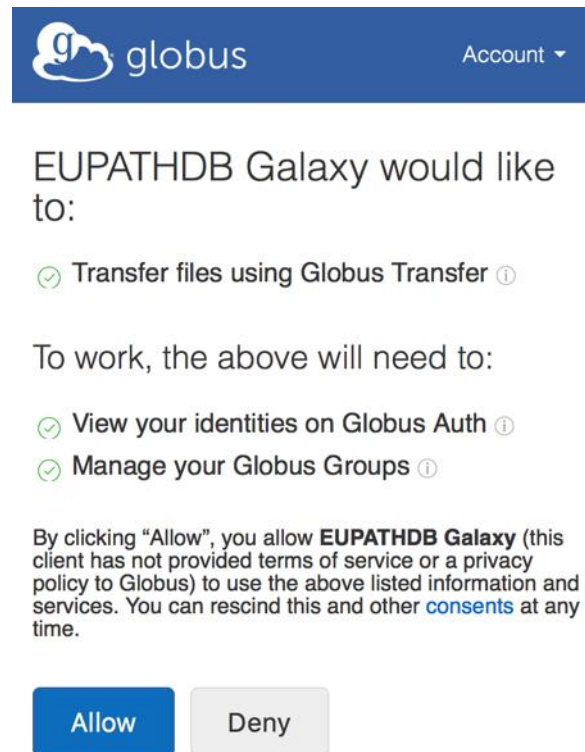 globus
Account
EUPATHDB Galaxy would like
to:
Transfer files using Globus Transfer
To work, the above will need to:
View your identities on Globus Auth
Manage your Globus Groups
By clicking “Allow”, you allow EUPATHDB Galaxy (this
client has not provided terms of service or a privacy
policy to Globus) to use the above listed information and
services. You can rescind this and other consents at any
time.
Allow
Deny